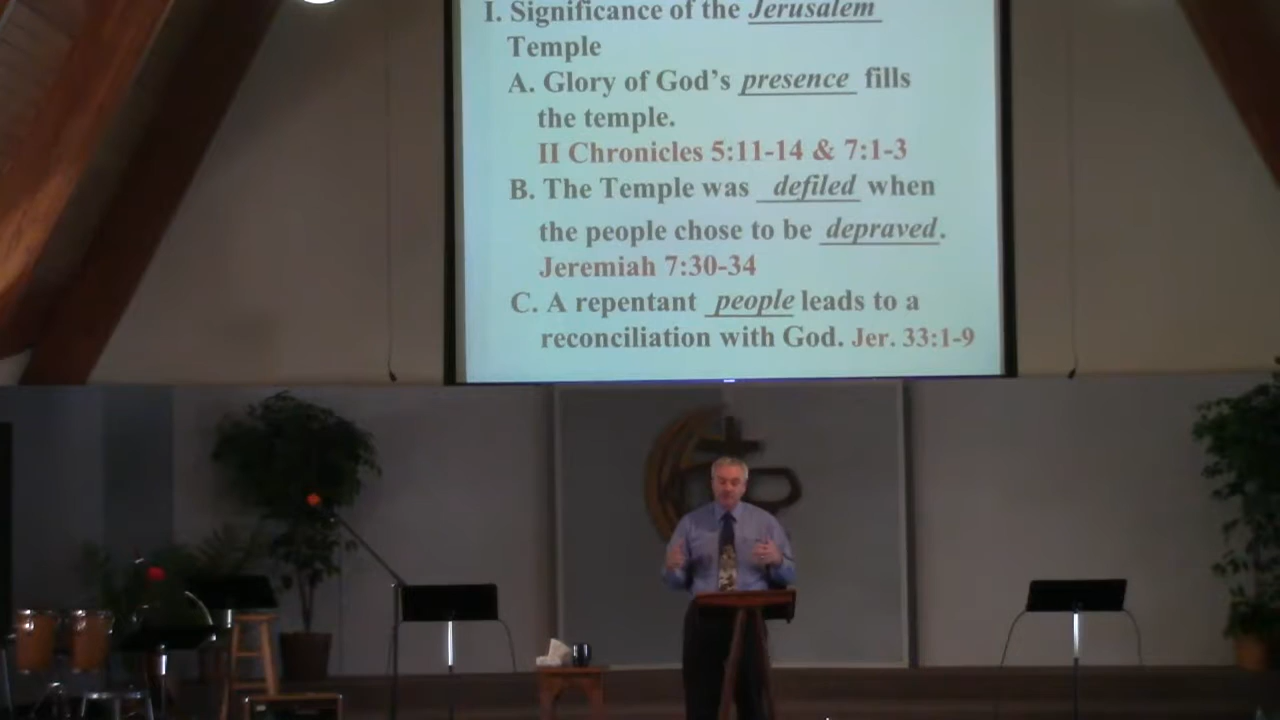 I. Significance of the Jerusalem
Temple
A. Glory of God's presence fills
the temple.
II Chronicles 5:11-14 & 7:1-3
B. The Temple was defiled when
the people chose to be depraved.
Jeremiah 7:30-34
C. A repentant people leads to a
reconciliation with God. Jer. 33:1-9